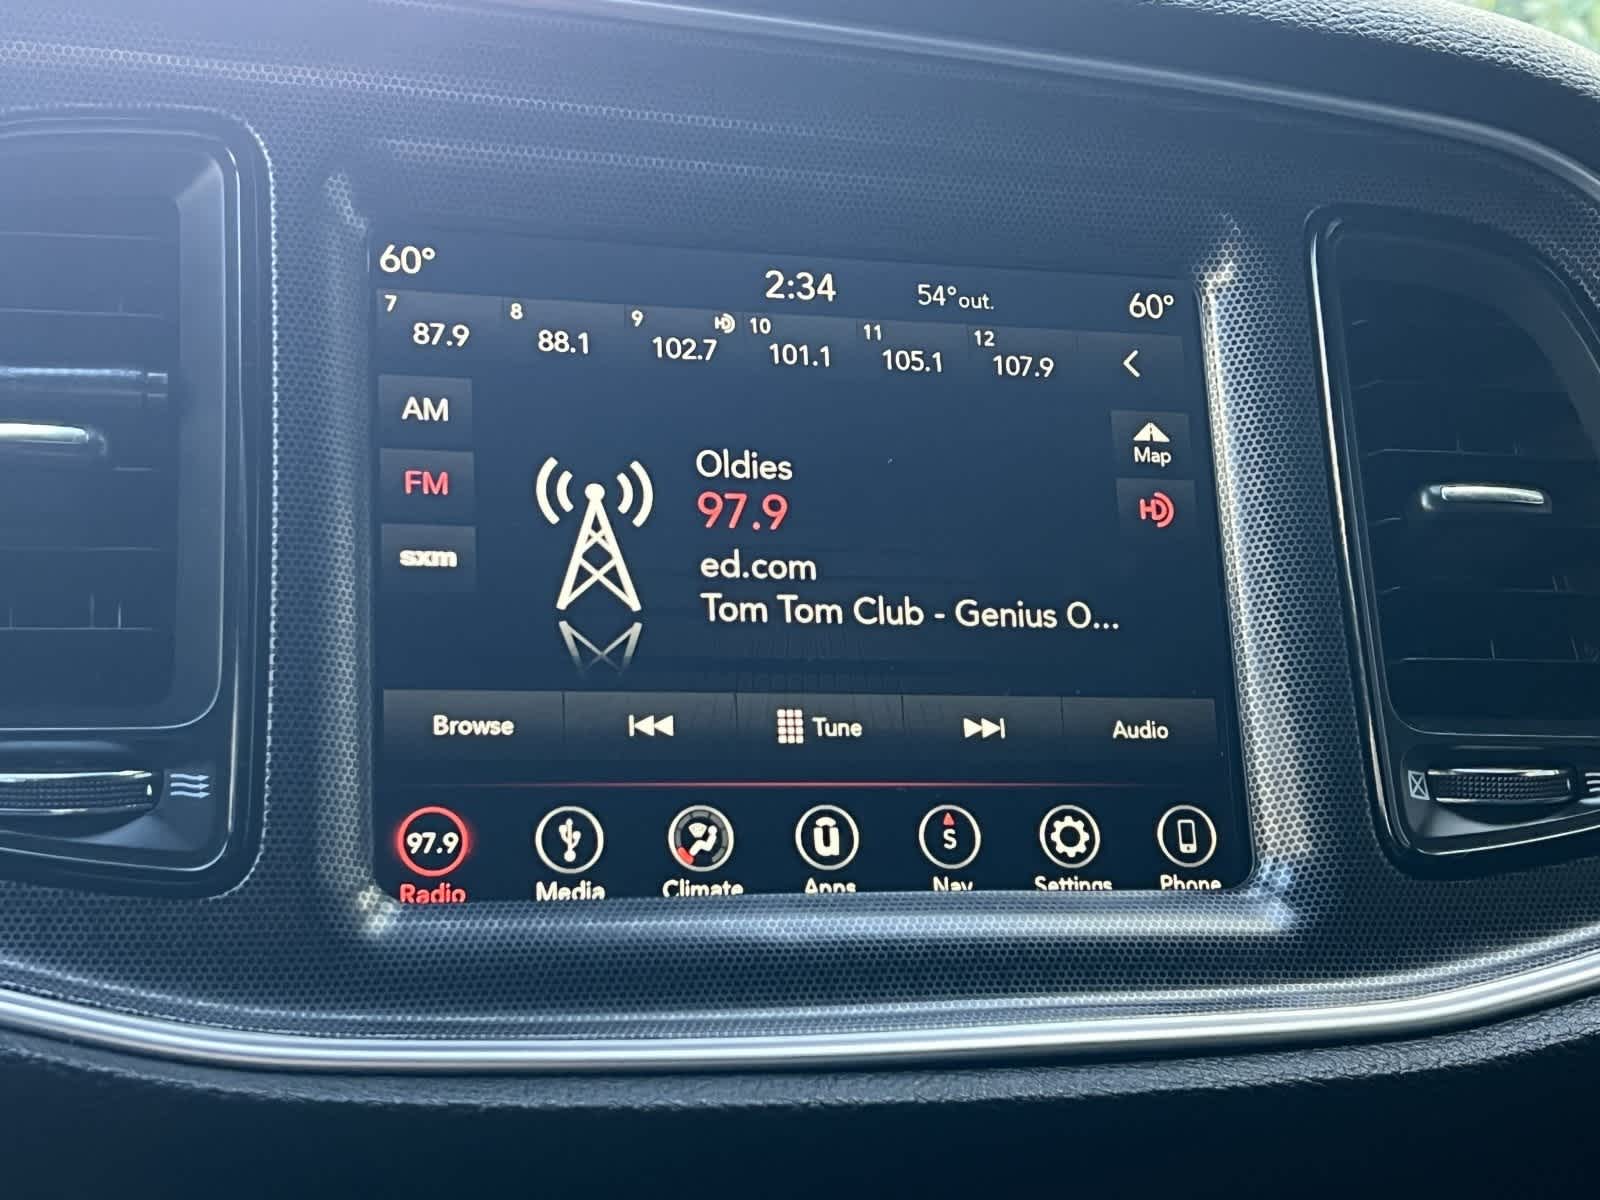 60°
2:34
54°out.
60°
7
87.9
8
88.1
9
102.7
HD
10
101.1
11
105.1
12
107.9
AM
FM
sxm
Oldies
97.9
ed.com
Tom Tom Club - Genius O...
Map
HD
Browse
Tune
Audio
97.9
S
Radio
Media
Climate
Apps
Nav
Settings
Phone